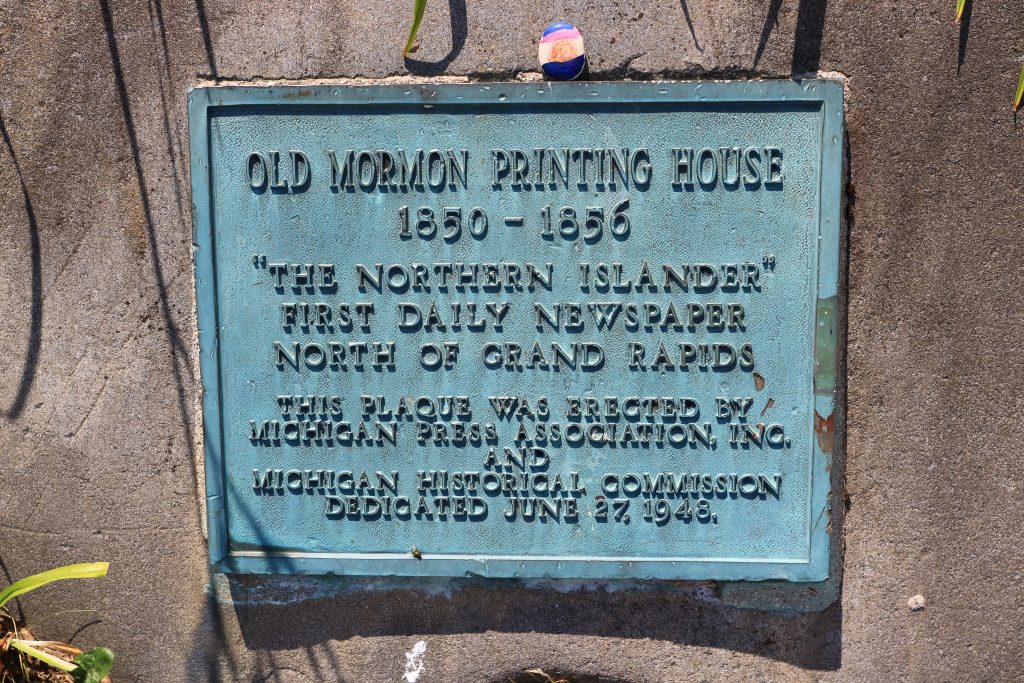 OLD MORMON PRINTING HOUSE
1850 - 1856
"THE NORTHERN ISLANDER"
FIRST DAILY NEWSPAPER
NORTH OF GRAND RAPIDS
THIS PLAQUE WAS ERECTED BY
MICHIGAN PRESS ASSOCIATION, INC.
AND
MICHIGAN HISTORICAL COMMISSION
DEDICATED JUNE 27, 1948.